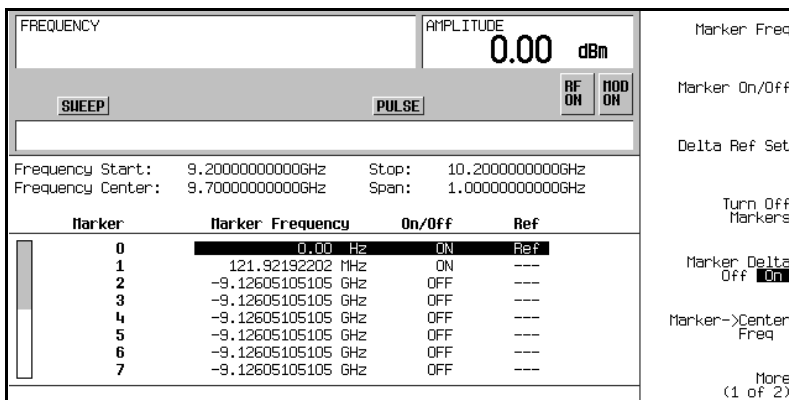 FREQUENCY
AMPLITUDE
0.00 dBm
RF ON
MOD ON
SWEEP
PULSE
Frequency Start: 9.20000000000GHz Stop: 10.2000000000GHz
Frequency Center: 9.70000000000GHz Span: 1.00000000000GHz
Marker Marker Frequency On/Off Ref
0 0.00 Hz ON Ref
1 121.92192202 MHz ON ---
2 -9.12605105105 GHz OFF ---
3 -9.12605105105 GHz OFF ---
4 -9.12605105105 GHz OFF ---
5 -9.12605105105 GHz OFF ---
6 -9.12605105105 GHz OFF ---
7 -9.12605105105 GHz OFF ---
Marker Freq
Marker On/Off
Delta Ref Set
Turn Off
Markers
Marker Delta
Off On
Marker->Center
Freq
More
(1 of 2)